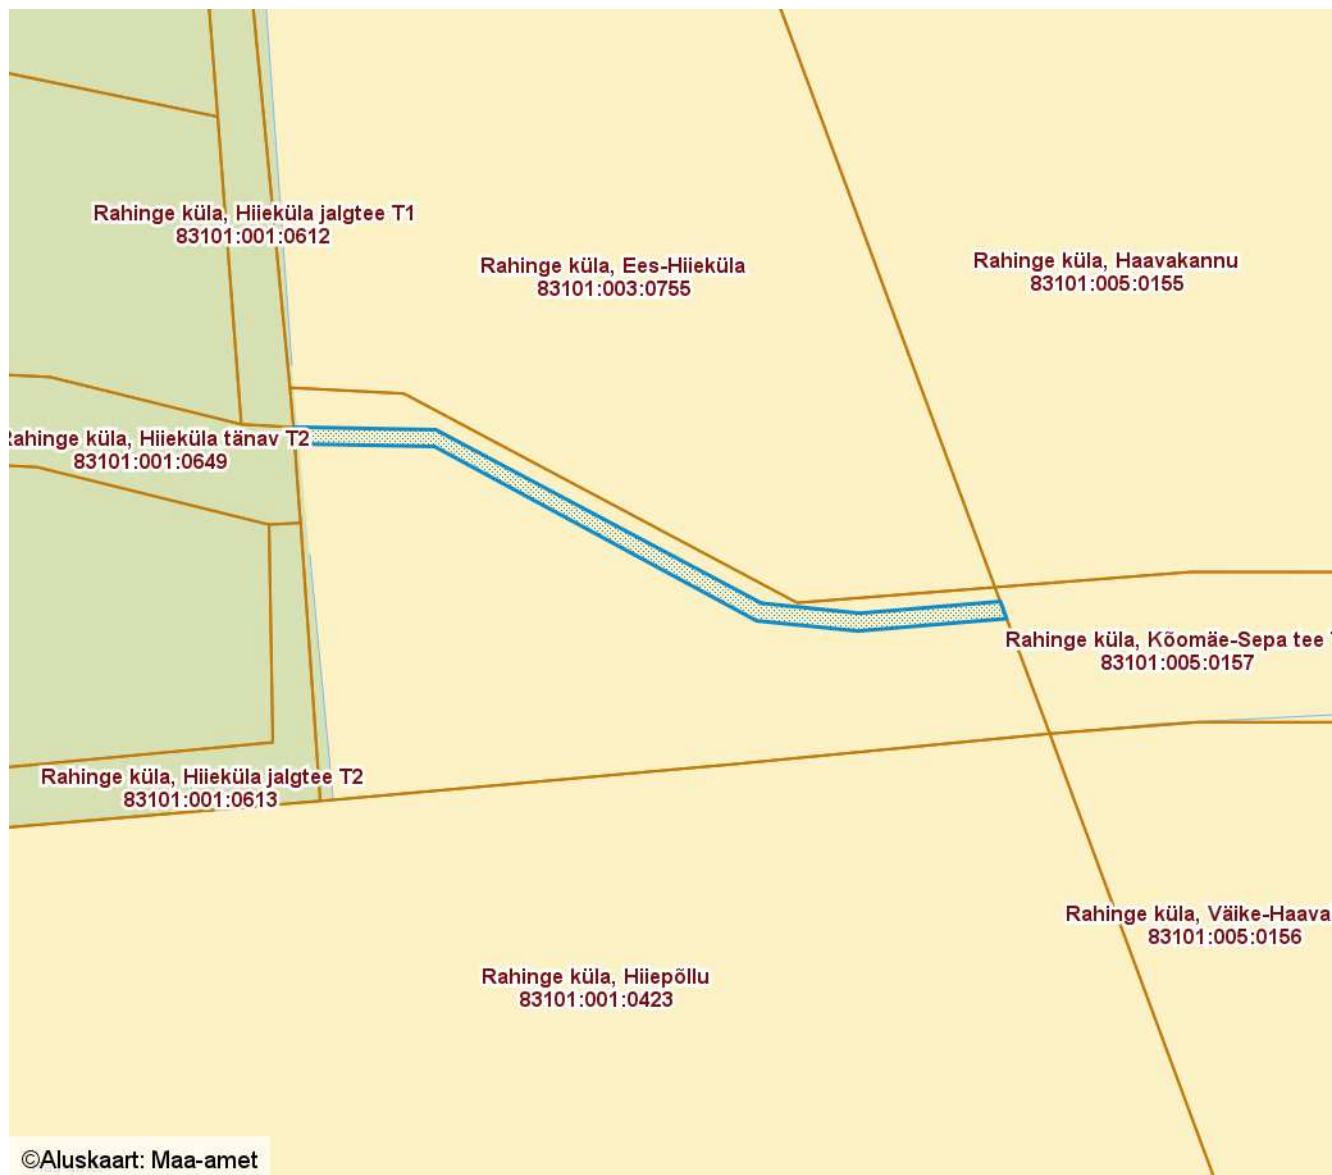 Rahinge küla, Hiieküla jalgtee T1
83101:001:0612
Rahinge küla, Ees-Hiieküla
83101:003:0755
Rahinge küla, Haavakannu
83101:005:0155
Rahinge küla, Hiieküla tänav T2
83101:001:0649
Rahinge küla, Kõomäe-Sepa tee
83101:005:0157
Rahinge küla, Hiieküla jalgtee T2
83101:001:0613
Rahinge küla, Väike-Haava
83101:005:0156
Rahinge küla, Hiiepõllu
83101:001:0423
©Aluskaart: Maa-amet